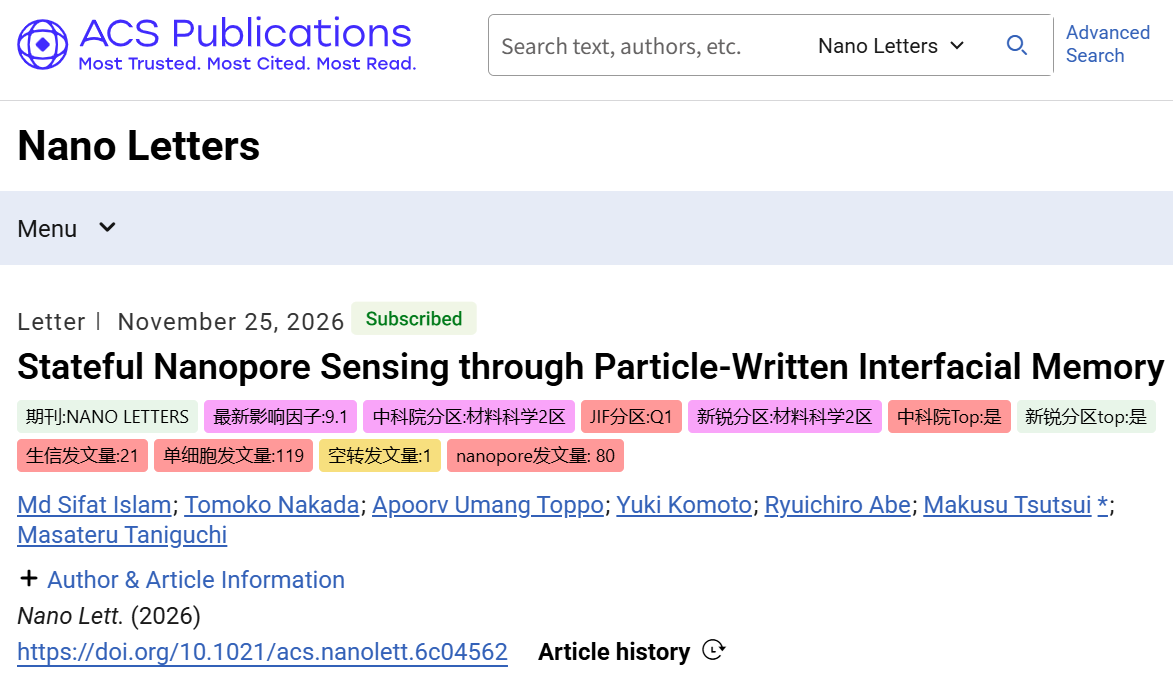 ACS Publications
Most Trusted. Most Cited. Most Read.
Search text, authors, etc.
Nano Letters
Advanced
Search
Nano Letters
Menu
Letter | November 25, 2026 Subscribed
Stateful Nanopore Sensing through Particle-Written Interfacial Memory
期刊:NANO LETTERS 最新影响因子:9.1 中科院分区:材料科学2区 JIF分区:Q1 新锐分区:材料科学2区 中科院Top:是 新锐分区top:是
生信发文量:21 单细胞发文量:119 空转发文量:1 nanopore发文量: 80
Md Sifat Islam; Tomoko Nakada; Apoorv Umang Toppo; Yuki Komoto; Ryuichiro Abe; Makusu Tsutsui *;
Masateru Taniguchi
+ Author & Article Information
Nano Lett. (2026)
https://doi.org/10.1021/acs.nanolett.6c04562 Article history